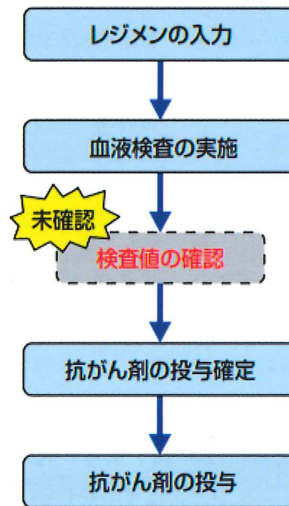 レジメンの入力
血液検査の実施
未確認
検査値の確認
抗がん剤の投与確定
抗がん剤の投与